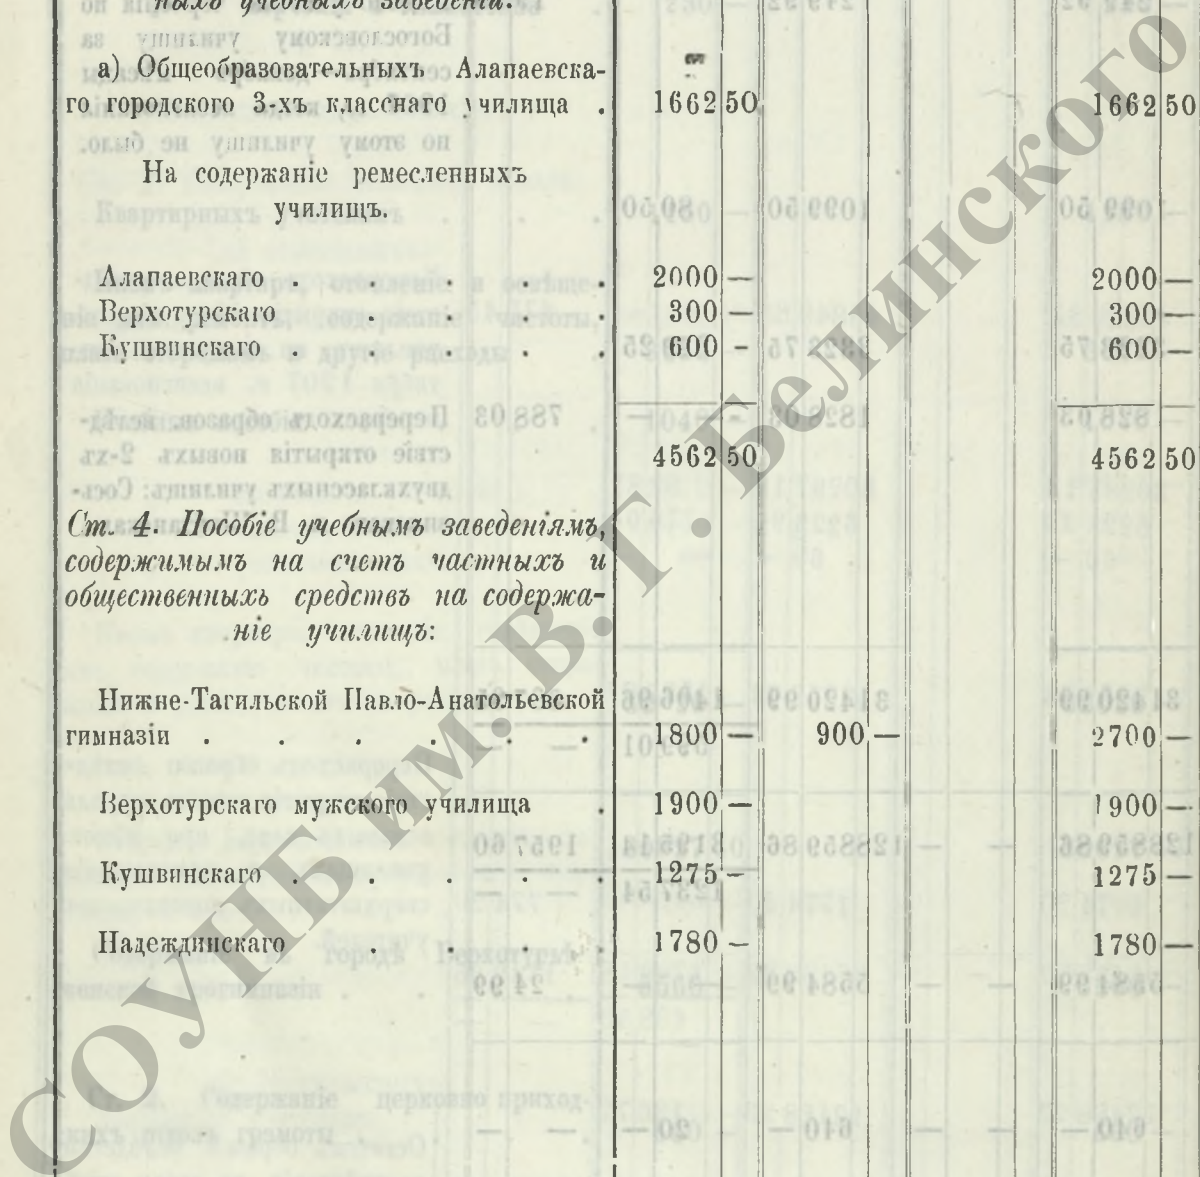 ныхъ учебныхъ заведеній.
а) Общеобразовательныхъ Алапаевска-
го городского 3-хъ класснаго училища . 1662 50 1662 50
На содержаніе ремесленныхъ
училищъ.
Алапаевскаго . . . . . 2000 — 2000 —
Верхотурскаго . . . . 300 — 300 —
Кушвинскаго . . . . . 600 - 600 —
4562 50 4562 50
Ст. 4. Пособіе учебнымъ заведеніямъ,
содержимымъ на счетъ частныхъ и
общественныхь средствъ на содержа-
ніе училищъ:
Нижне-Тагильской Павло-Анатольевской
гимназіи . . . . . . 1800 — 900 — 2700 —
Верхотурскаго мужского училища . 1900 — 1900 —
Кушвинскаго . . . . . 1275 - 1275 —
Надеждинскаго . . . . 1780 — 1780 —
СОУНБ им. В. Г. Белинского